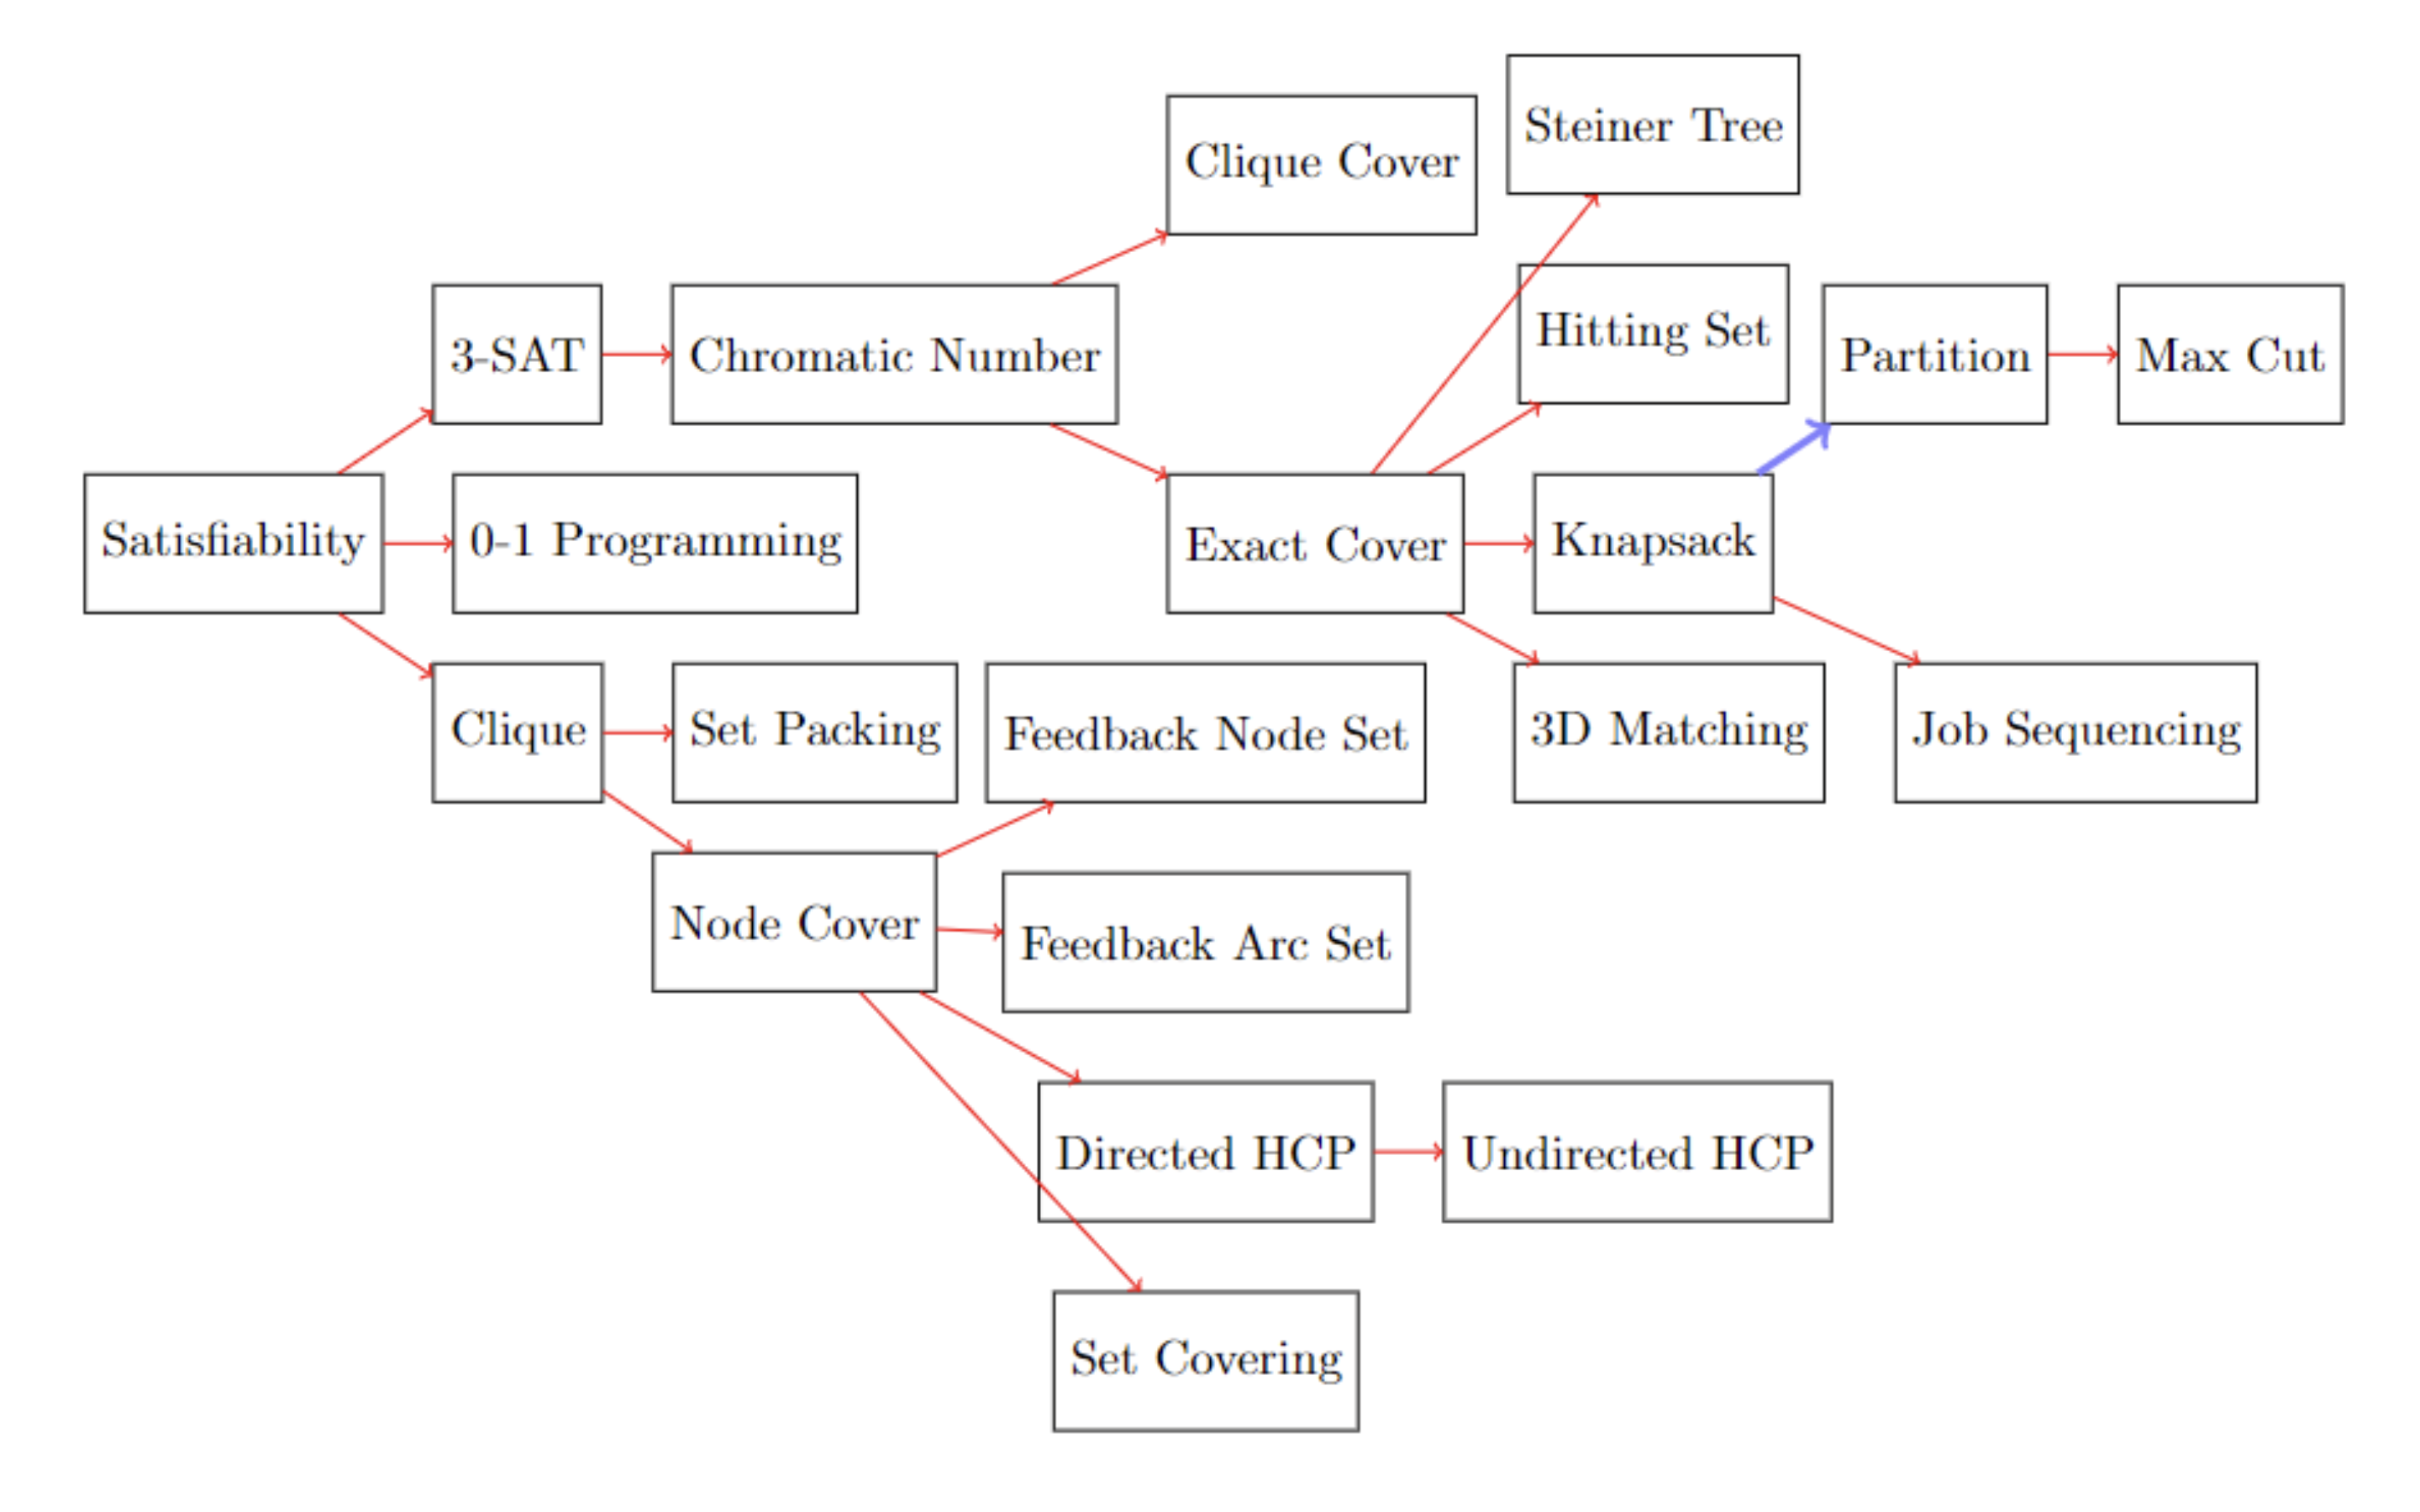 Steiner Tree
Clique Cover
Hitting Set
3-SAT
Chromatic Number
Partition
Max Cut
Satisfiability
0-1 Programming
Exact Cover
Knapsack
Clique
Set Packing
Feedback Node Set
3D Matching
Job Sequencing
Node Cover
Feedback Arc Set
Directed HCP
Undirected HCP
Set Covering